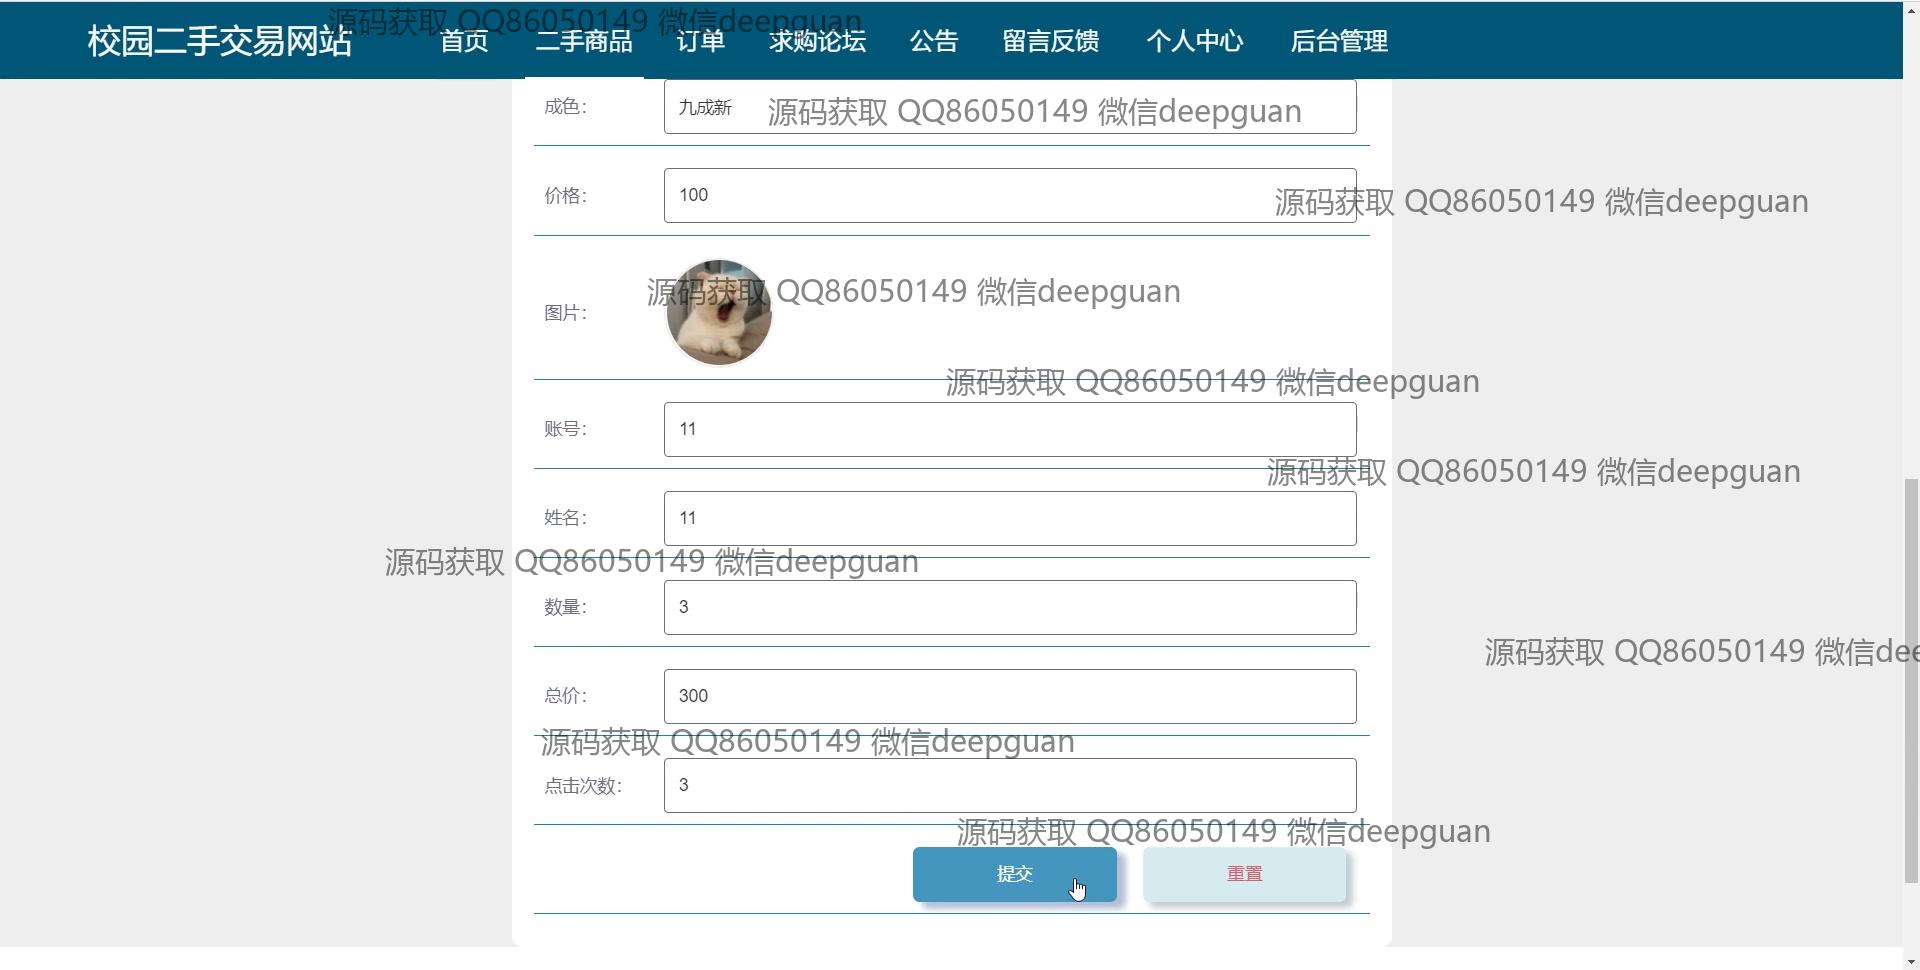 源码获取 QQ86050149 微信deepguan
校园二手交易网站 首页 二手商品 订单 求购论坛 公告 留言反馈 个人中心 后台管理
成色: 九成新
源码获取 QQ86050149 微信deepguan
价格: 100
源码获取 QQ86050149 微信deepguan
源码获取 QQ86050149 微信deepguan
图片:
源码获取 QQ86050149 微信deepguan
账号: 11
源码获取 QQ86050149 微信deepguan
姓名: 11
源码获取 QQ86050149 微信deepguan
数量: 3
源码获取 QQ86050149 微信dee
总价: 300
源码获取 QQ86050149 微信deepguan
点击次数: 3
源码获取 QQ86050149 微信deepguan
提交 重置